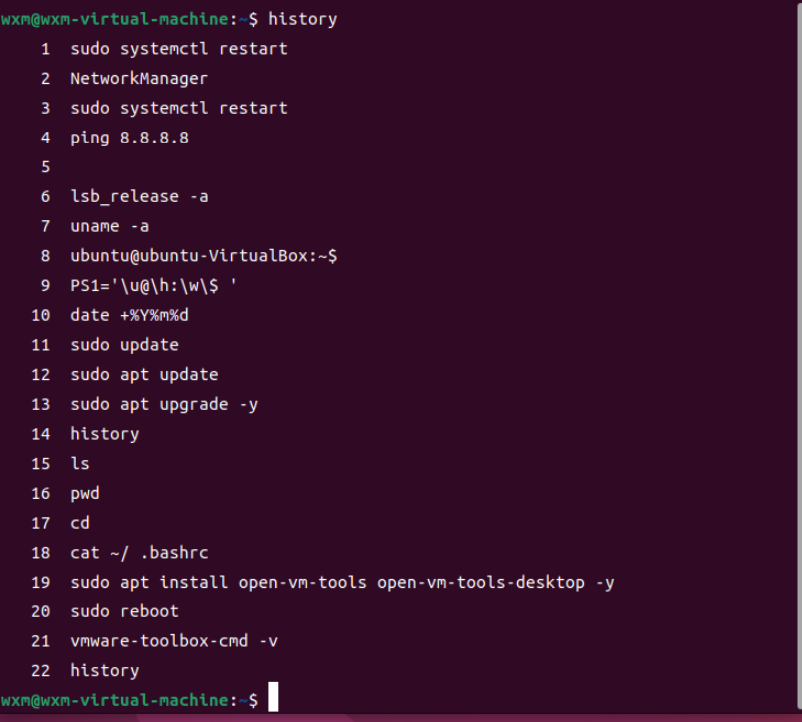 wxm@wxm-virtual-machine:~$ history
1 sudo systemctl restart
2 NetworkManager
3 sudo systemctl restart
4 ping 8.8.8.8
5
6 lsb_release -a
7 uname -a
8 ubuntu@ubuntu-VirtualBox:~$
9 PS1='\u@\h:\w\$ '
10 date +%Y%m%d
11 sudo update
12 sudo apt update
13 sudo apt upgrade -y
14 history
15 ls
16 pwd
17 cd
18 cat ~/ .bashrc
19 sudo apt install open-vm-tools open-vm-tools-desktop -y
20 sudo reboot
21 vmware-toolbox-cmd -v
22 history
wxm@wxm-virtual-machine:~$